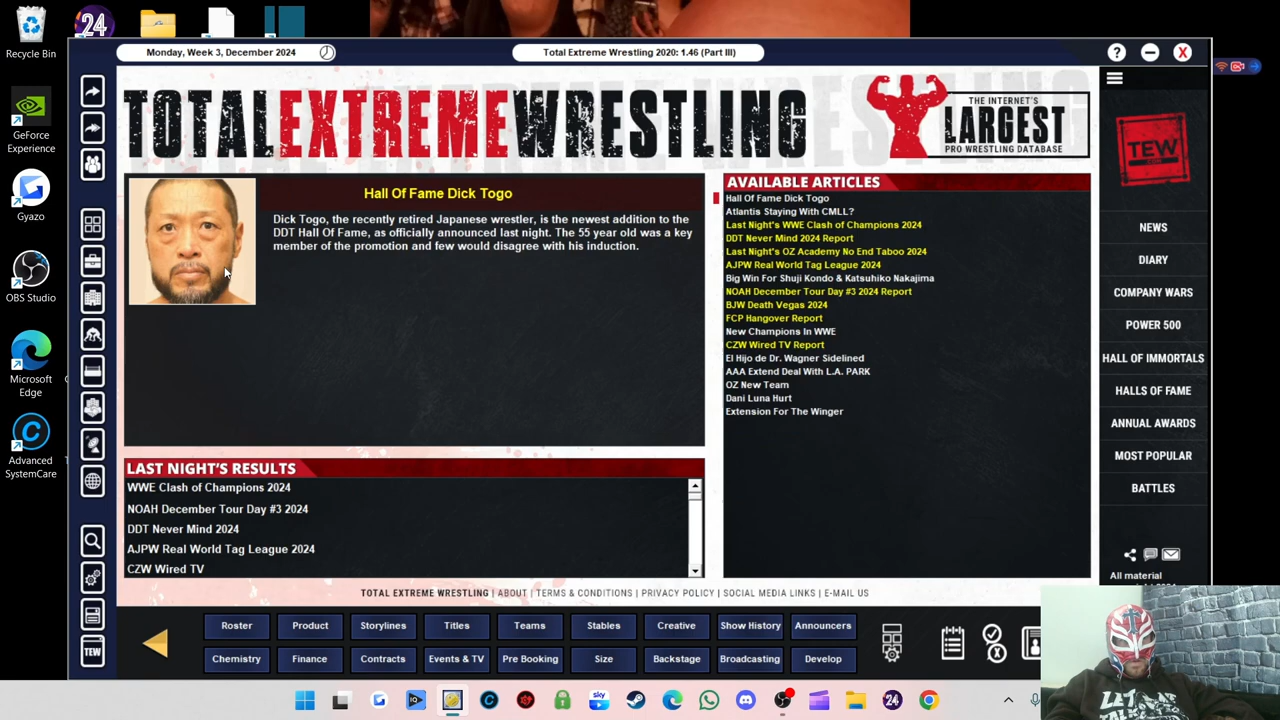 Recycle Bin
24
GeForce
Experience
Gyazo
OBS Studio
Microsoft
Edge
Advanced
SystemCare
Monday, Week 3, December 2024
Total Extreme Wrestling 2020: 1.46 (Part III)
?
X
TOTALEXTREMEWRESTLING
THE INTERNET'S
LARGEST
PRO WRESTLING DATABASE
TEW
.COM
Hall Of Fame Dick Togo
Dick Togo, the recently retired Japanese wrestler, is the newest addition to the
DDT Hall Of Fame, as officially announced last night. The 55 year old was a key
member of the promotion and few would disagree with his induction.
AVAILABLE ARTICLES
Hall Of Fame Dick Togo
Atlantis Staying With CMLL?
Last Night's WWE Clash of Champions 2024
DDT Never Mind 2024 Report
Last Night's OZ Academy No End Taboo 2024
AJPW Real World Tag League 2024
Big Win For Shuji Kondo & Katsuhiko Nakajima
NOAH December Tour Day #3 2024 Report
BJW Death Vegas 2024
FCP Hangover Report
New Champions In WWE
CZW Wired TV Report
El Hijo de Dr. Wagner Sidelined
AAA Extend Deal With L.A. PARK
OZ New Team
Dani Luna Hurt
Extension For The Winger
NEWS
DIARY
COMPANY WARS
POWER 500
HALL OF IMMORTALS
HALLS OF FAME
ANNUAL AWARDS
MOST POPULAR
BATTLES
All material
LAST NIGHT'S RESULTS
WWE Clash of Champions 2024
NOAH December Tour Day #3 2024
DDT Never Mind 2024
AJPW Real World Tag League 2024
CZW Wired TV
TOTAL EXTREME WRESTLING | ABOUT | TERMS & CONDITIONS | PRIVACY POLICY | SOCIAL MEDIA LINKS | E-MAIL US
TEW
Roster Product Storylines Titles Teams Stables Creative Show History Announcers
Chemistry Finance Contracts Events & TV Pre Booking Size Backstage Broadcasting Develop
sky
24